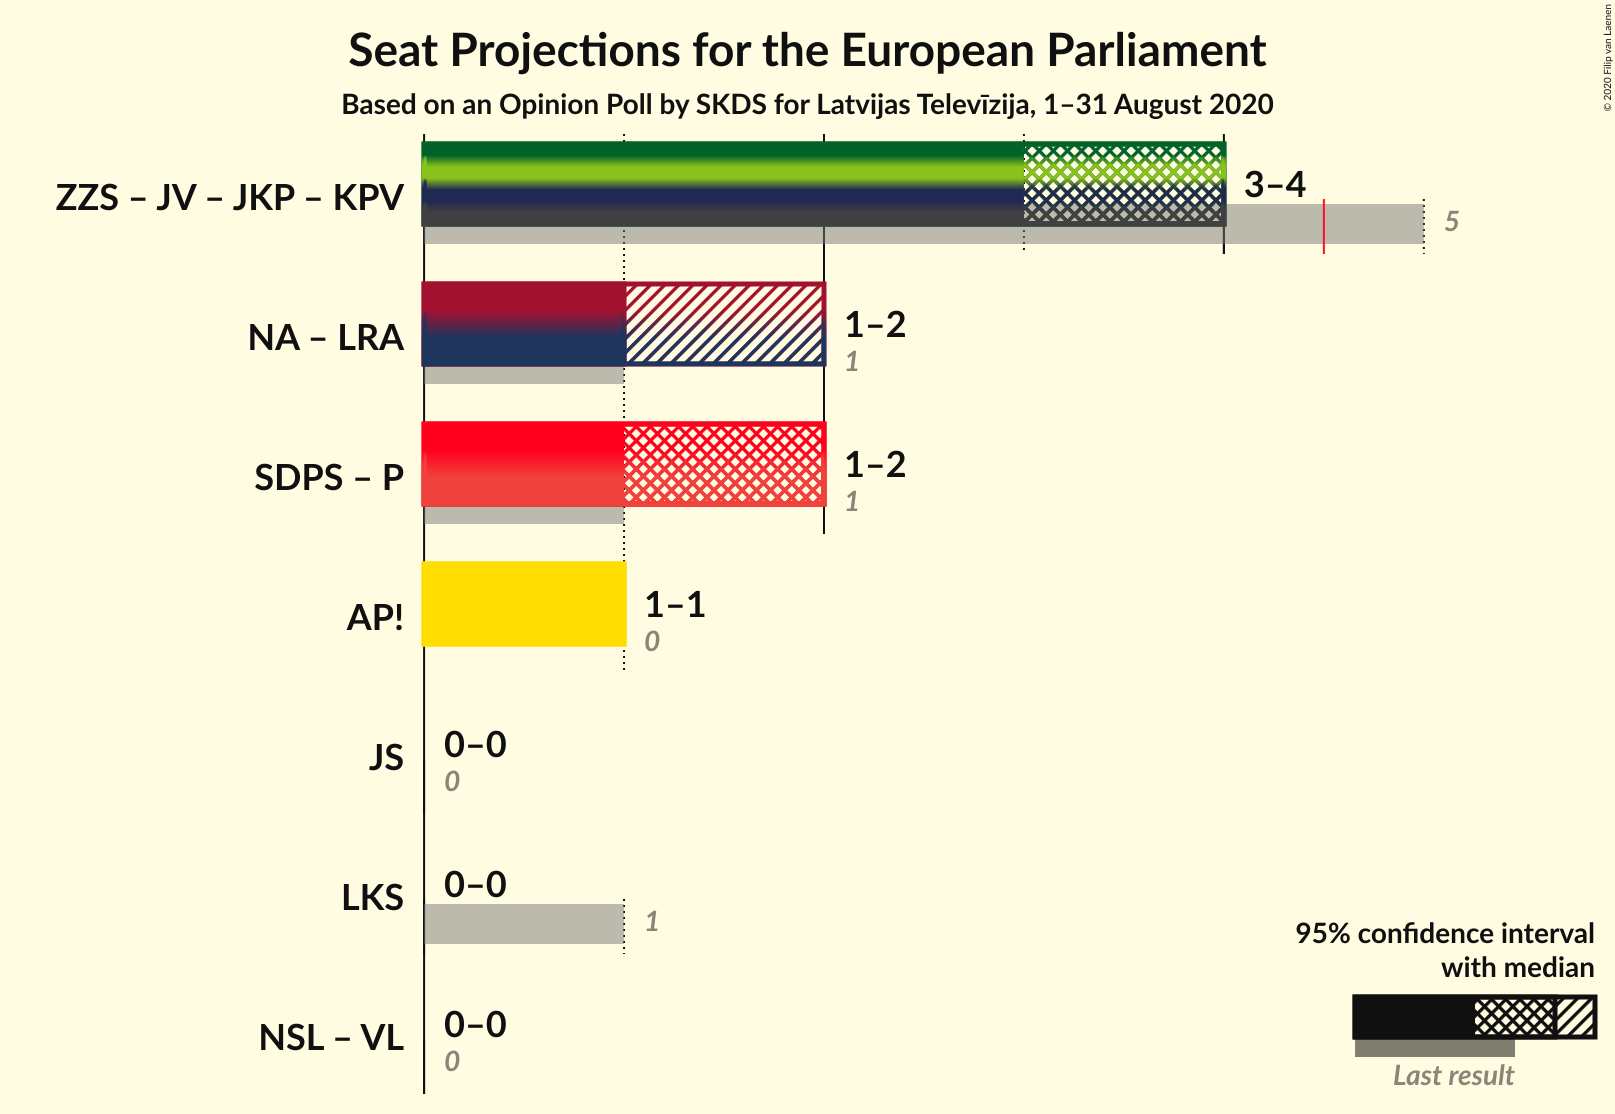 Seat Projections for the European Parliament
Based on an Opinion Poll by SKDS for Latvijas Televīzija, 1–31 August 2020
© 2020 Filip van Laenen
ZZS – JV – JKP – KPV
3–4
5
NA – LRA
1–2
1
SDPS – P
1–2
1
AP!
1–1
0
JS
0–0
0
LKS
0–0
1
NSL – VL
0–0
0
95% confidence interval
with median
Last result